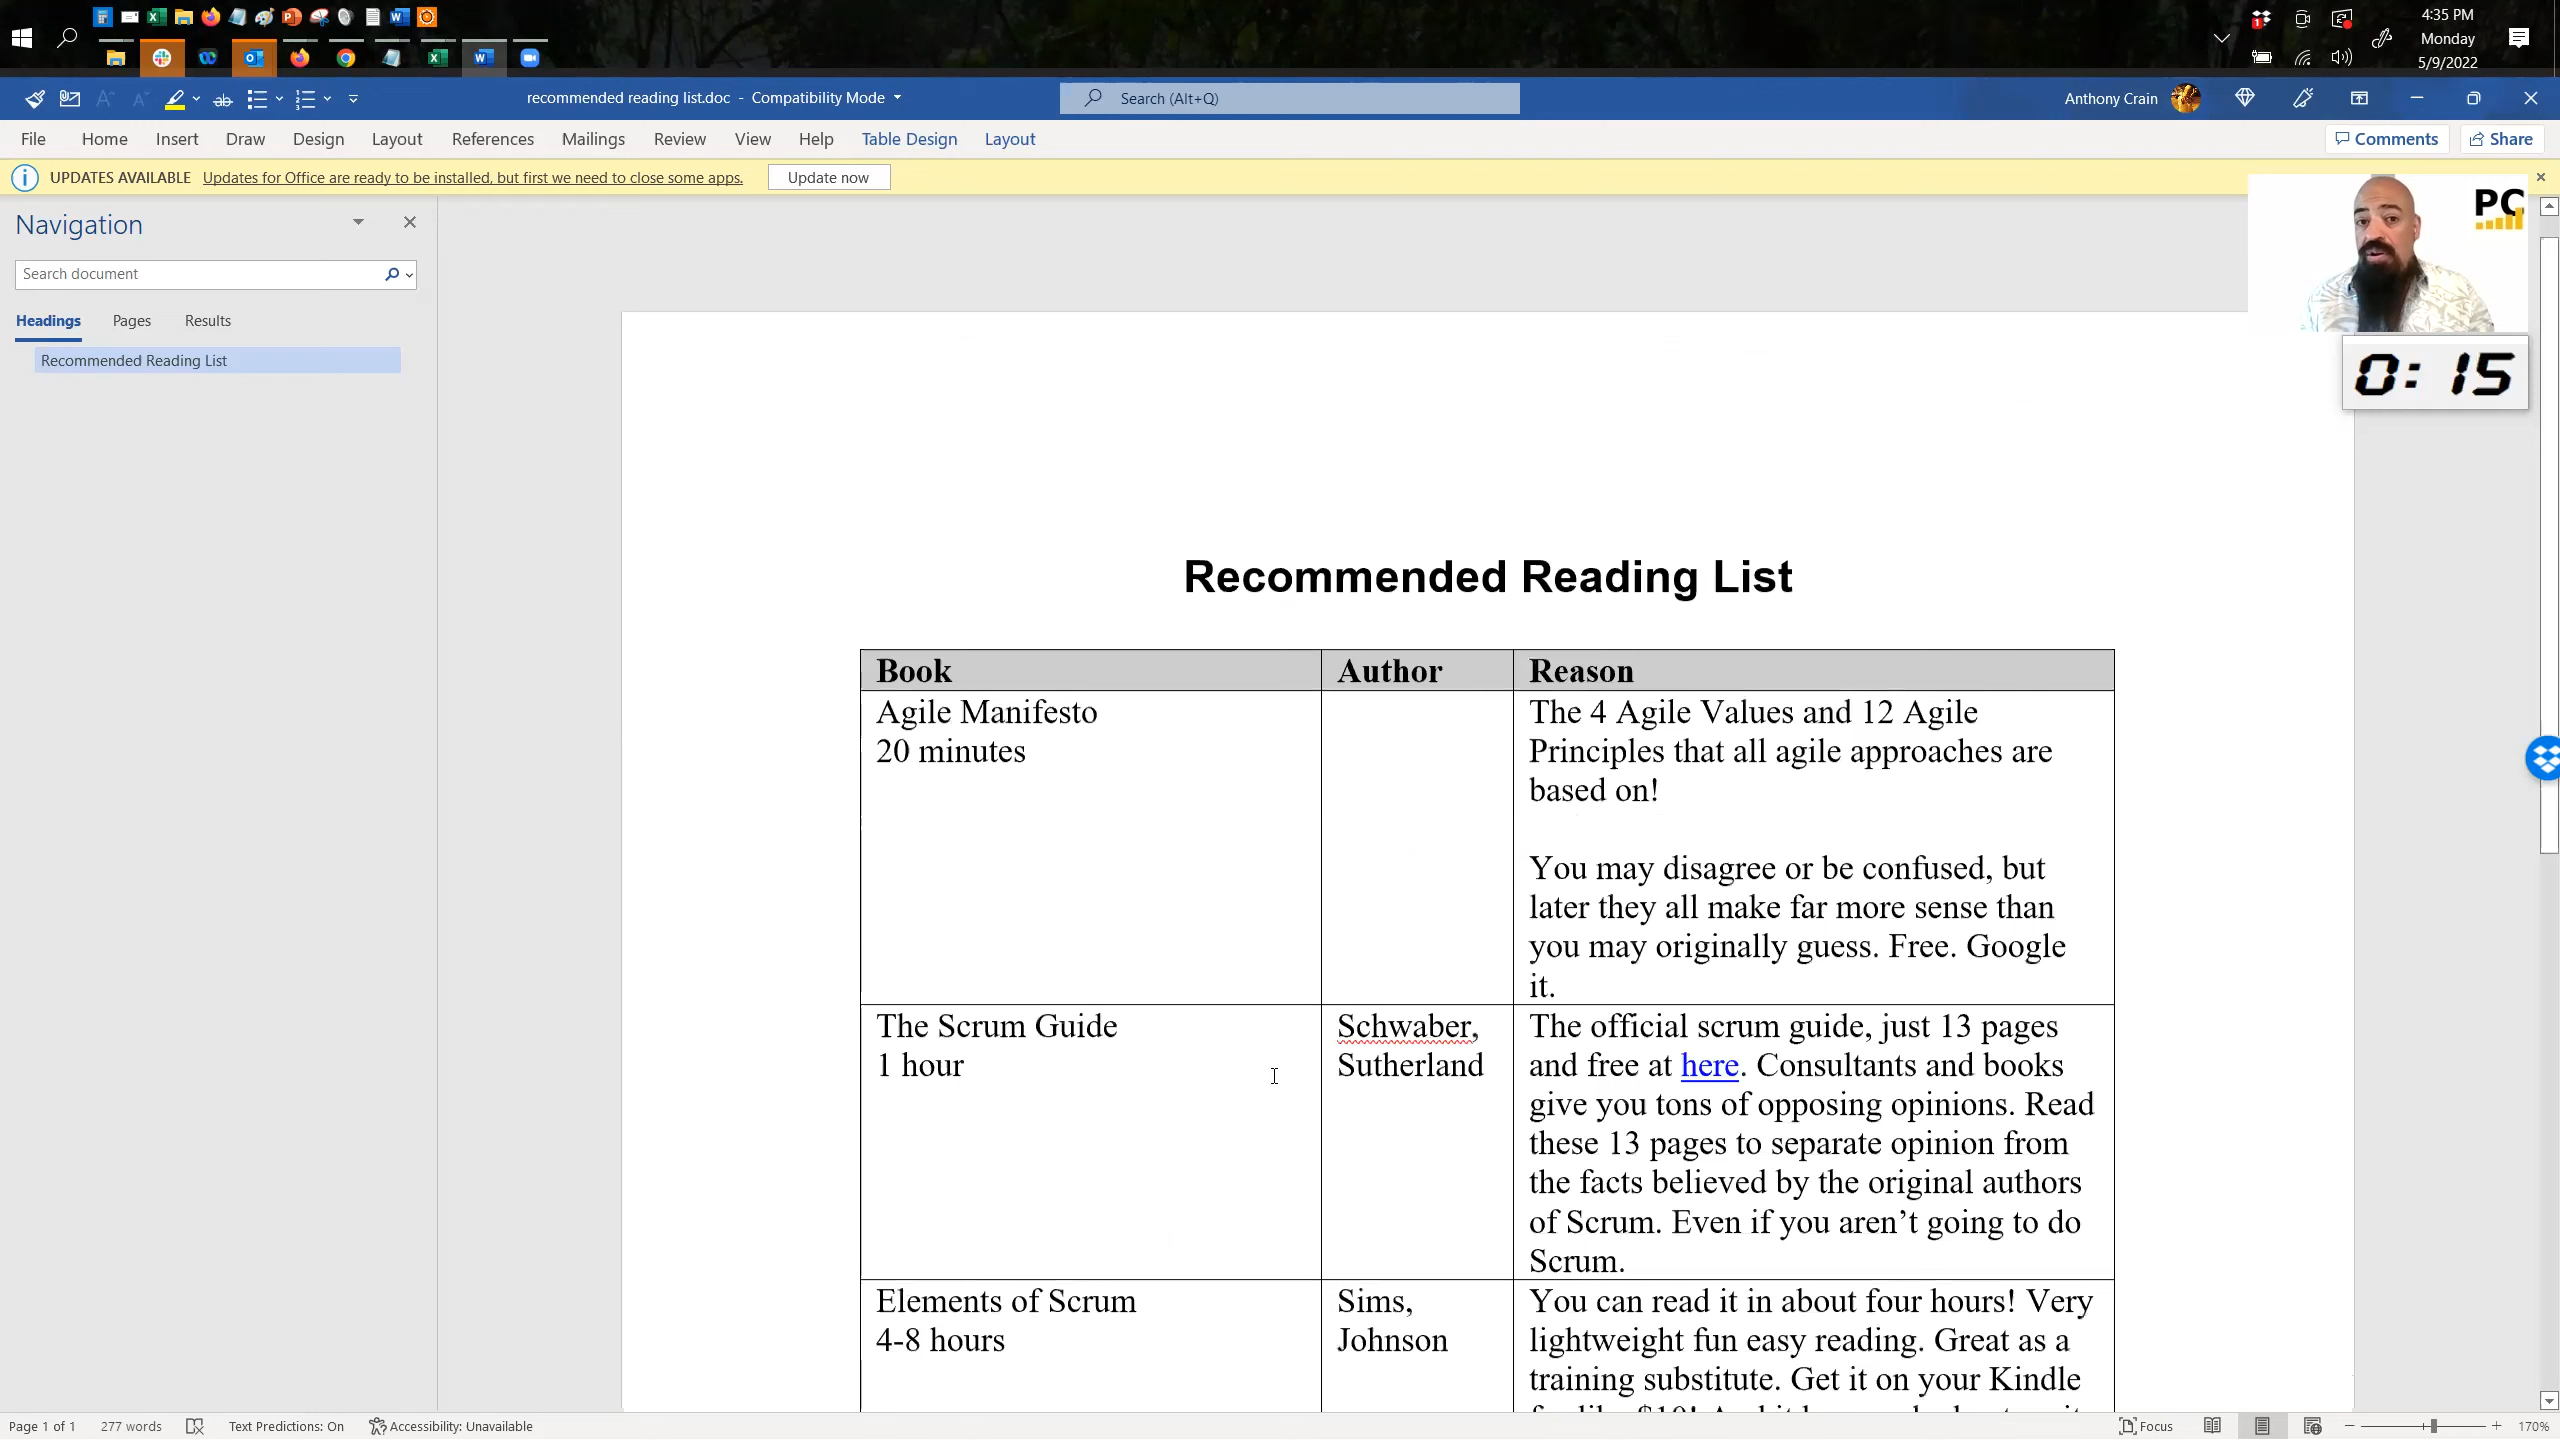 4:35 PM
Monday
5/9/2022
recommended reading list.doc - Compatibility Mode
Search (Alt+Q)
Anthony Crain
File Home Insert Draw Design Layout References Mailings Review View Help Table Design Layout
Comments Share
UPDATES AVAILABLE Updates for Office are ready to be installed, but first we need to close some apps. Update now
Navigation
Search document
Headings Pages Results
Recommended Reading List
PC
0:15
Recommended Reading List
Book Author Reason
Agile Manifesto
20 minutes
The 4 Agile Values and 12 Agile
Principles that all agile approaches are
based on!
You may disagree or be confused, but
later they all make far more sense than
you may originally guess. Free. Google
it.
The Scrum Guide
1 hour
Schwaber,
Sutherland
The official scrum guide, just 13 pages
and free at here. Consultants and books
give you tons of opposing opinions. Read
these 13 pages to separate opinion from
the facts believed by the original authors
of Scrum. Even if you aren’t going to do
Scrum.
Elements of Scrum
4-8 hours
Sims,
Johnson
You can read it in about four hours! Very
lightweight fun easy reading. Great as a
training substitute. Get it on your Kindle
Page 1 of 1 277 words Text Predictions: On Accessibility: Unavailable
Focus 170%